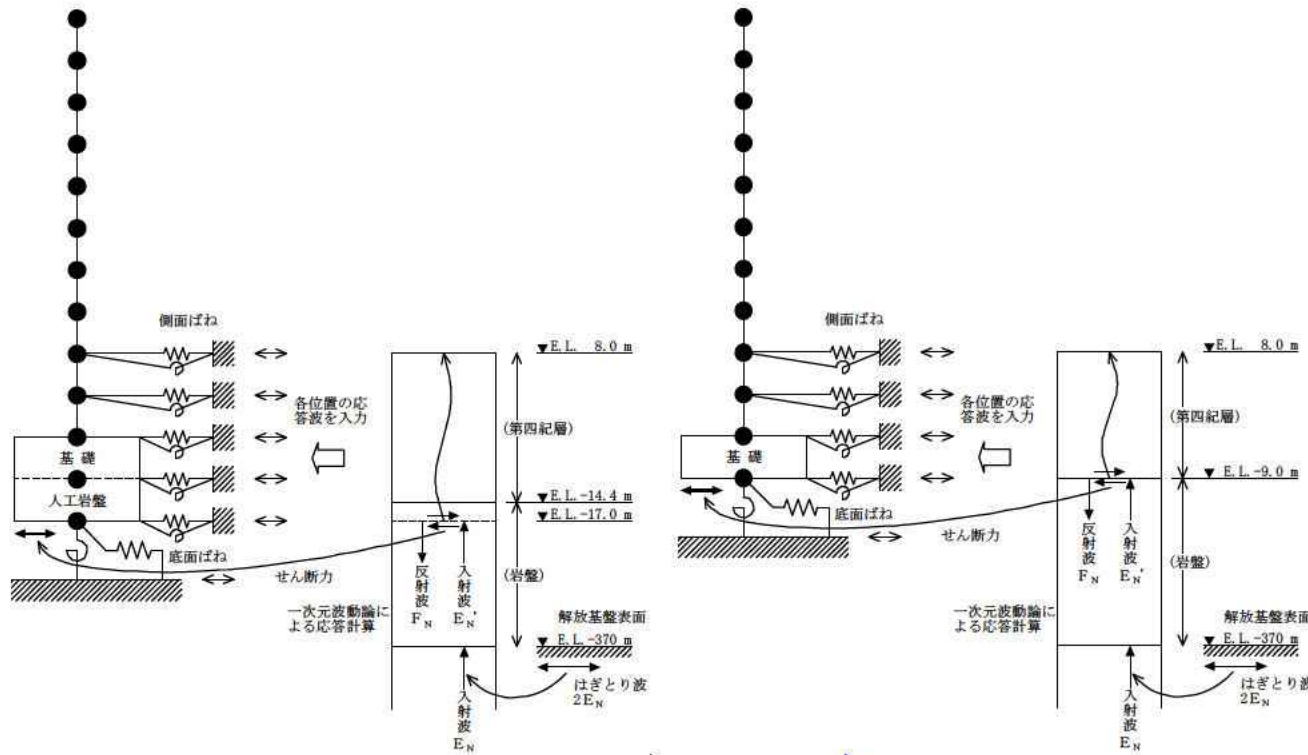 側面ばね
▼E.L. 8.0 m
各位置の応
答波を入力
(第四紀層)
基 礎
人工岩盤
▼E.L.-14.4 m
▼E.L.-17.0 m
底面ばね
せん断力
(岩盤)
反射波 F_N
入射波 E_N'
一次元波動論に
よる応答計算
解放基盤表面
▼E.L.-370 m
はぎとり波
2E_N
入射波 E_N
側面ばね
▼E.L. 8.0 m
各位置の応
答波を入力
(第四紀層)
基 礎
▼E.L.-9.0 m
底面ばね
せん断力
(岩盤)
反射波 F_N
入射波 E_N'
一次元波動論に
よる応答計算
解放基盤表面
▼E.L.-370 m
はぎとり波
2E_N
入射波 E_N